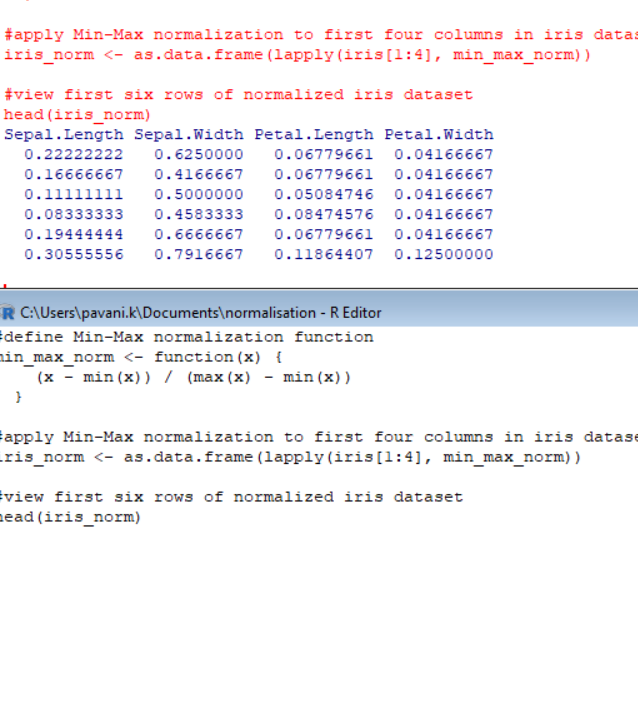 #apply Min-Max normalization to first four columns in iris
iris_norm <- as.data.frame(lapply(iris[1:4], min_max_norm))
#view first six rows of normalized iris dataset
head(iris_norm)
Sepal.Length Sepal.Width Petal.Length Petal.Width
0.22222222 0.6250000 0.06779661 0.04166667
0.16666667 0.4166667 0.06779661 0.04166667
0.11111111 0.5000000 0.05084746 0.04166667
0.08333333 0.4583333 0.08474576 0.04166667
0.19444444 0.6666667 0.06779661 0.04166667
0.30555556 0.7916667 0.11864407 0.12500000
R C:\Users\pavani.k\Documents\normalisation - R Editor
#define Min-Max normalization function
min_max_norm <- function(x) {
(x - min(x)) / (max(x) - min(x))
}
#apply Min-Max normalization to first four columns in iris
iris_norm <- as.data.frame(lapply(iris[1:4], min_max_norm))
#view first six rows of normalized iris dataset
head(iris_norm)